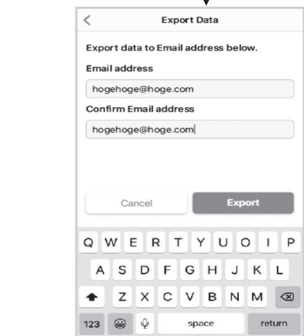 Export Data
Export data to Email address below.
Email address
hogehoge@hoge.com
Confirm Email address
hogehoge@hoge.com
Cancel Export
Q W E R T Y U O I P
A S D F G H J K L
Z X C V B N M
123 space return